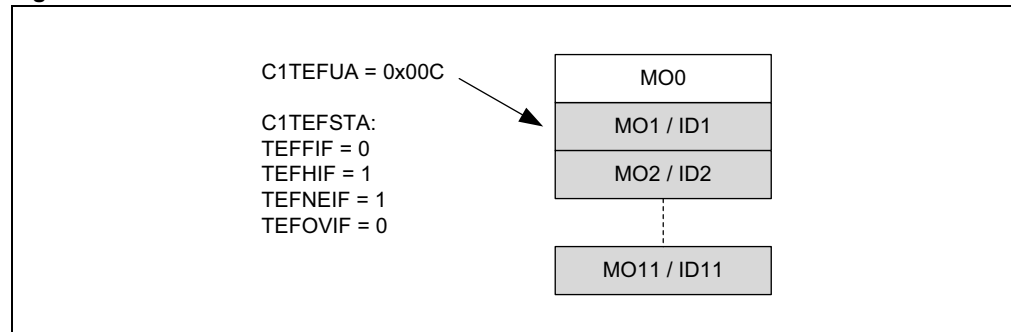 C1TEFUA = 0x00C
C1TEFSTA:
TEFFIF = 0
TEFHIF = 1
TEFNEIF = 1
TEFOVIF = 0
MO0
MO1 / ID1
MO2 / ID2
MO11 / ID11